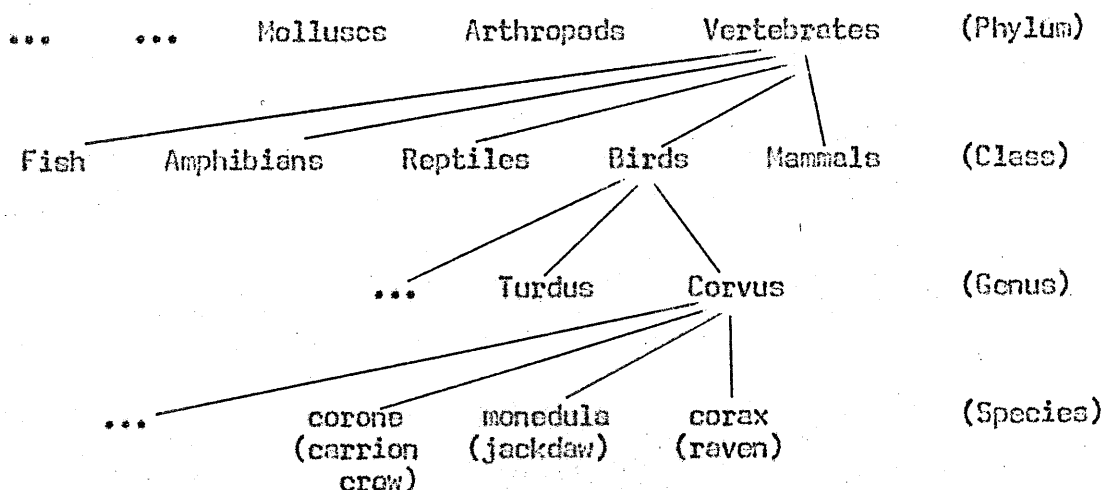 ... ... Molluscs Arthropods Vertebrates (Phylum)
Fish Amphibians Reptiles Birds Mammals (Class)
... Turdus Corvus (Genus)
... corone monedula corax (Species)
(carrion (jackdaw) (raven)
crow)